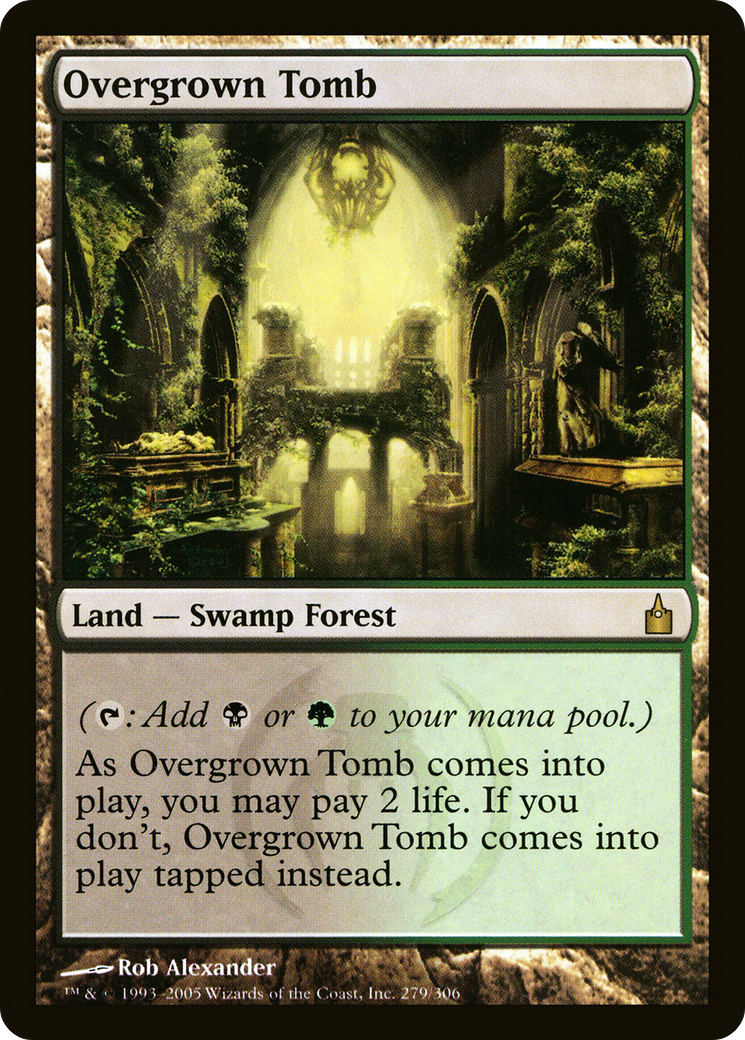 Overgrown Tomb
Land — Swamp Forest
( : Add or to your mana pool.)
As Overgrown Tomb comes into
play, you may pay 2 life. If you
don't, Overgrown Tomb comes into
play tapped instead.
Rob Alexander
™ & © 1993–2005 Wizards of the Coast, Inc. 279/306